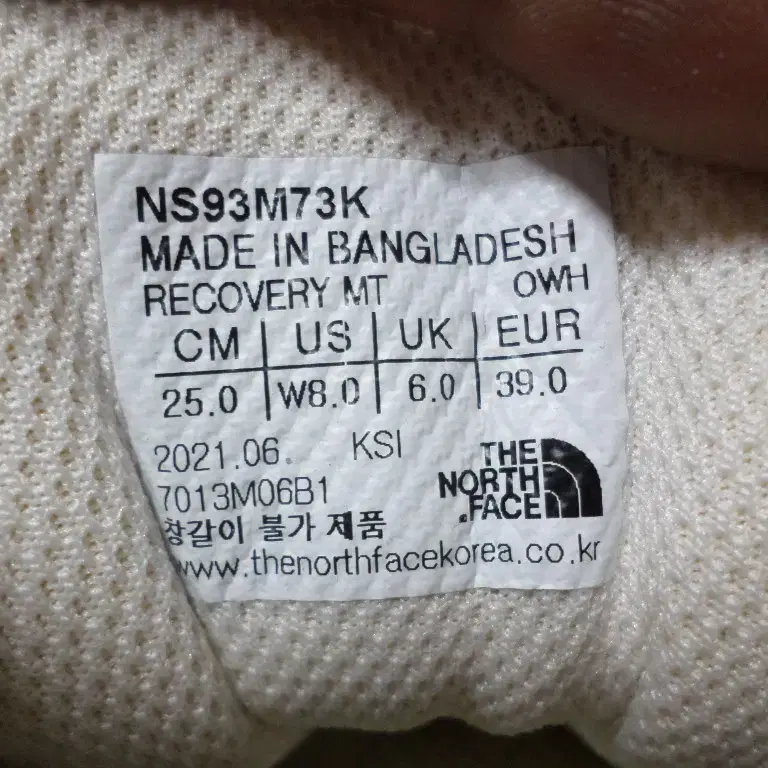 NS93M73K
MADE IN BANGLADESH
RECOVERY MT OWH
CM US UK EUR
25.0 W8.0 6.0 39.0
2021.06. KSI
7013M06B1
THE
NORTH
FACE
창갈이 불가 제품
www.thenorthfacekorea.co.kr